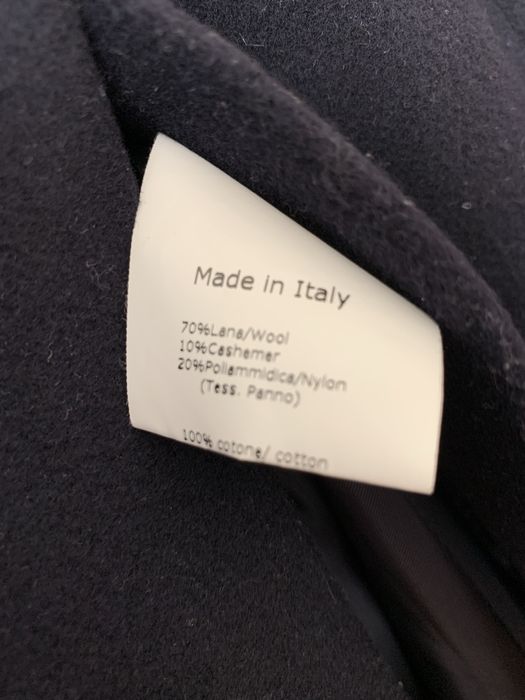 Made in Italy
70%Lana/Wool
10%Cashemer
20%Poliammidica/Nylon
(Tess. Panno)
100% cotone/ cotton